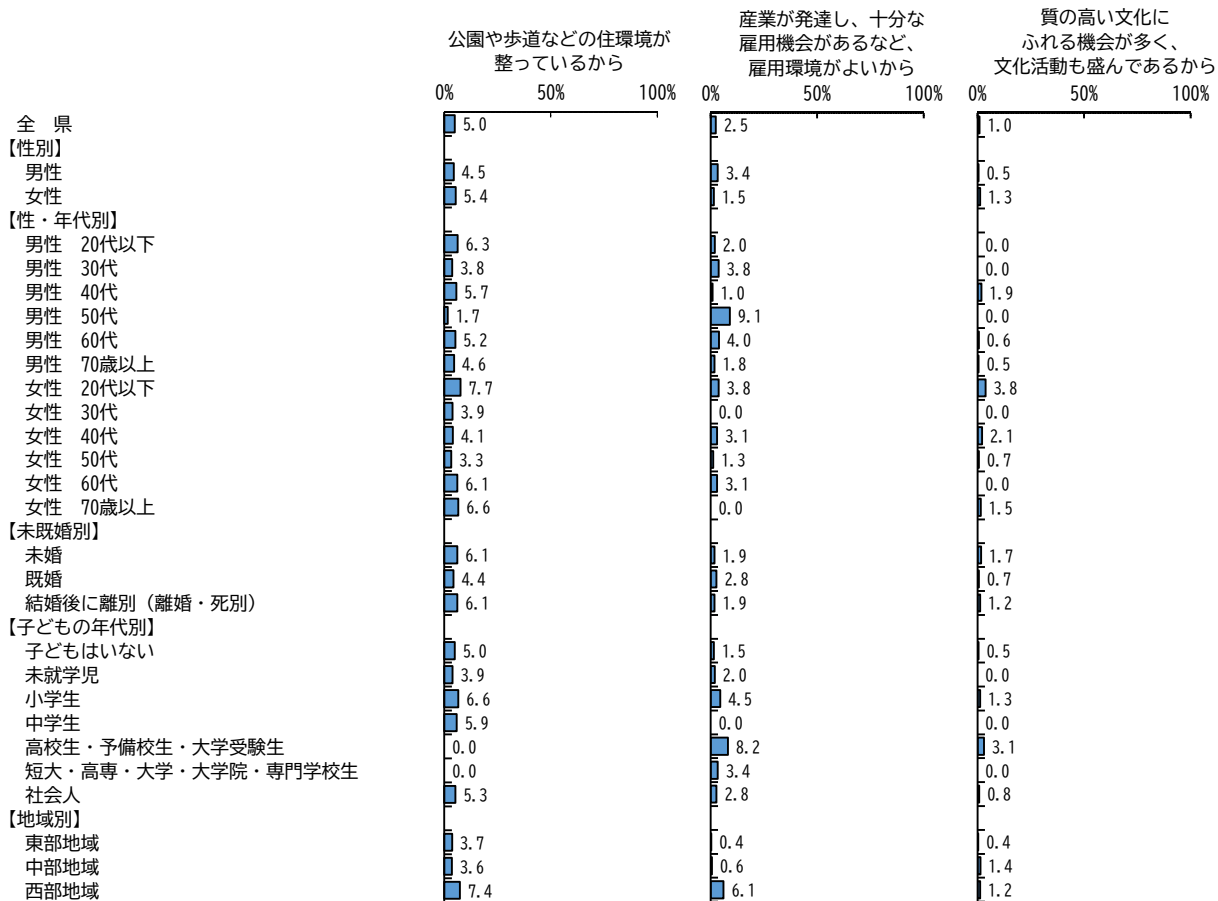 公園や歩道などの住環境が
整っているから
産業が発達し、十分な
雇用機会があるなど、
雇用環境がよいから
質の高い文化に
ふれる機会が多く、
文化活動も盛んであるから
0% 50% 100% 0% 50% 100% 0% 50% 100%
全　県 5.0 2.5 1.0
【性別】
男性 4.5 3.4 0.5
女性 5.4 1.5 1.3
【性・年代別】
男性　20代以下 6.3 2.0 0.0
男性　30代 3.8 3.8 0.0
男性　40代 5.7 1.0 1.9
男性　50代 1.7 9.1 0.0
男性　60代 5.2 4.0 0.6
男性　70歳以上 4.6 1.8 0.5
女性　20代以下 7.7 3.8 3.8
女性　30代 3.9 0.0 0.0
女性　40代 4.1 3.1 2.1
女性　50代 3.3 1.3 0.7
女性　60代 6.1 3.1 0.0
女性　70歳以上 6.6 0.0 1.5
【未既婚別】
未婚 6.1 1.9 1.7
既婚 4.4 2.8 0.7
結婚後に離別（離婚・死別） 6.1 1.9 1.2
【子どもの年代別】
子どもはいない 5.0 1.5 0.5
未就学児 3.9 2.0 0.0
小学生 6.6 4.5 1.3
中学生 5.9 0.0 0.0
高校生・予備校生・大学受験生 0.0 8.2 3.1
短大・高専・大学・大学院・専門学校生 0.0 3.4 0.0
社会人 5.3 2.8 0.8
【地域別】
東部地域 3.7 0.4 0.4
中部地域 3.6 0.6 1.4
西部地域 7.4 6.1 1.2